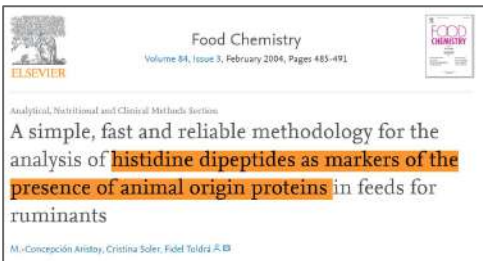 Food Chemistry
Volume 84, Issue 3, February 2004, Pages 485-491
ELSEVIER
FOOD
CHEMISTRY
Analytical, Nutritional and Clinical Methods Section
A simple, fast and reliable methodology for the
analysis of histidine dipeptides as markers of the
presence of animal origin proteins in feeds for
ruminants
M.-Concepción Aristoy, Cristina Soler, Fidel Toldrá